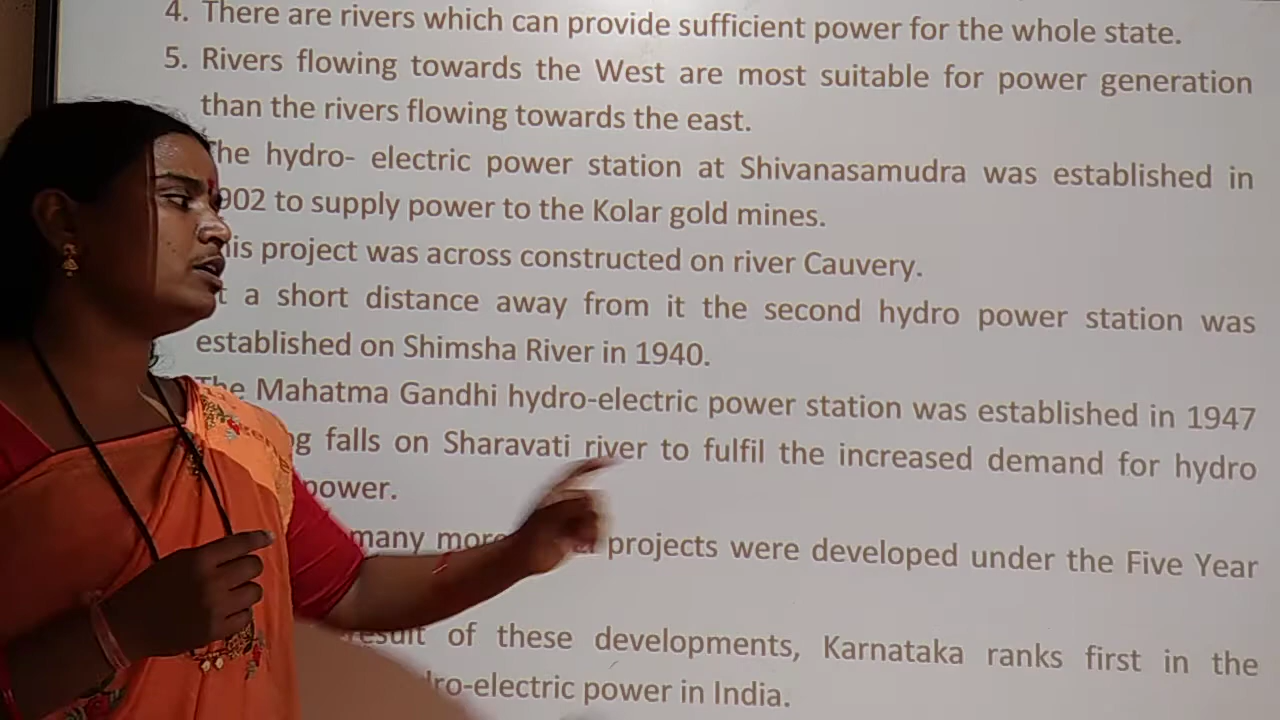 4. There are rivers which can provide sufficient power for the whole state.
5. Rivers flowing towards the West are most suitable for power generation
than the rivers flowing towards the east.
The hydro- electric power station at Shivanasamudra was established in
902 to supply power to the Kolar gold mines.
is project was across constructed on river Cauvery.
t a short distance away from it the second hydro power station was
established on Shimsha River in 1940.
The Mahatma Gandhi hydro-electric power station was established in 1947
g falls on Sharavati river to fulfil the increased demand for hydro
power.
many more projects were developed under the Five Year
result of these developments, Karnataka ranks first in the
dro-electric power in India.